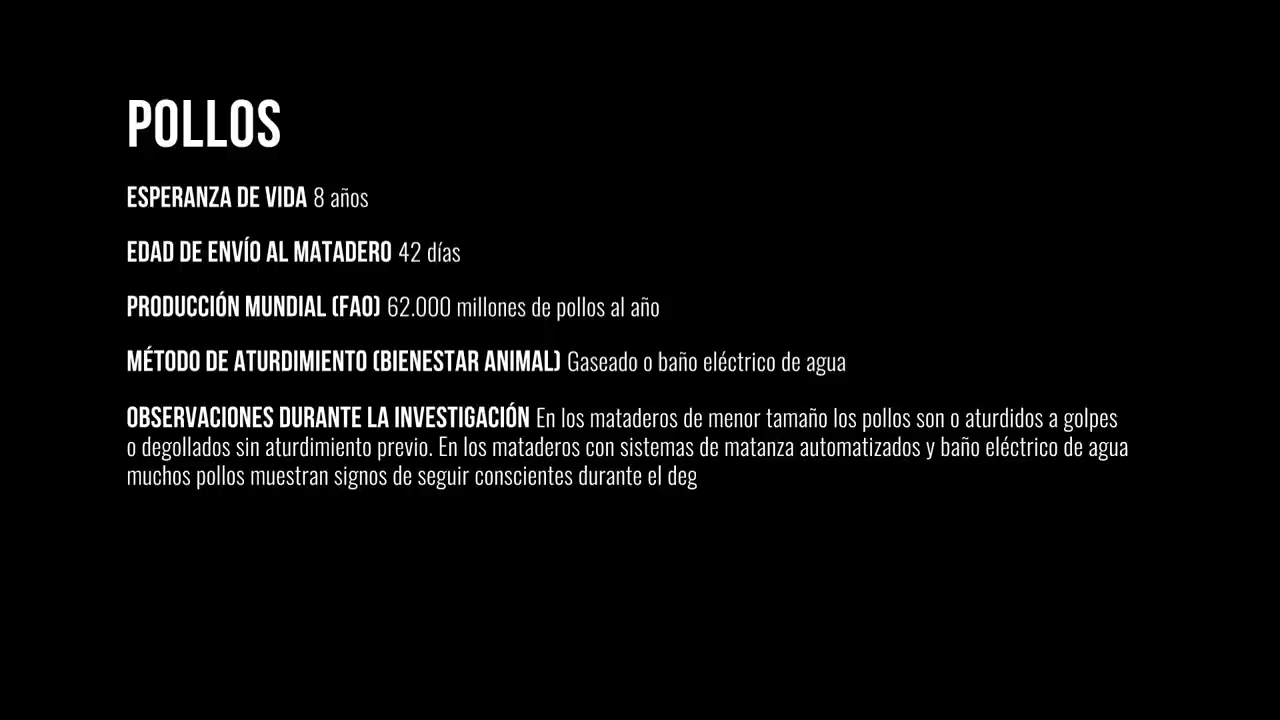 POLLOS
ESPERANZA DE VIDA 8 años
EDAD DE ENVÍO AL MATADERO 42 días
PRODUCCIÓN MUNDIAL (FAO) 62.000 millones de pollos al año
MÉTODO DE ATURDIMIENTO (BIENESTAR ANIMAL) Gaseado o baño eléctrico de agua
OBSERVACIONES DURANTE LA INVESTIGACIÓN En los mataderos de menor tamaño los pollos son o aturdidos a golpes
o degollados sin aturdimiento previo. En los mataderos con sistemas de matanza automatizados y baño eléctrico de agua
muchos pollos muestran signos de seguir conscientes durante el deg